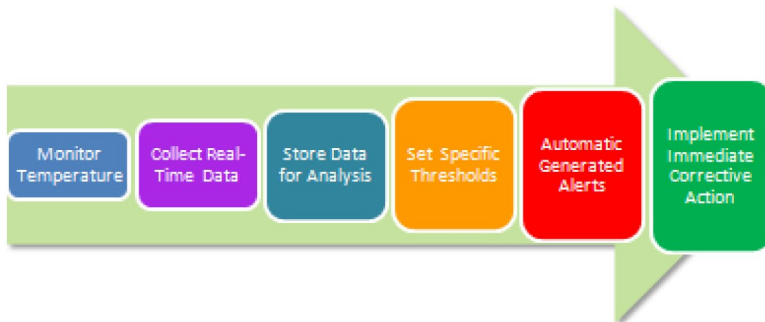 Monitor
Temperature
Collect Real-
Time Data
Store Data
for Analysis
Set Specific
Thresholds
Automatic
Generated
Alerts
Implement
Immediate
Corrective
Action